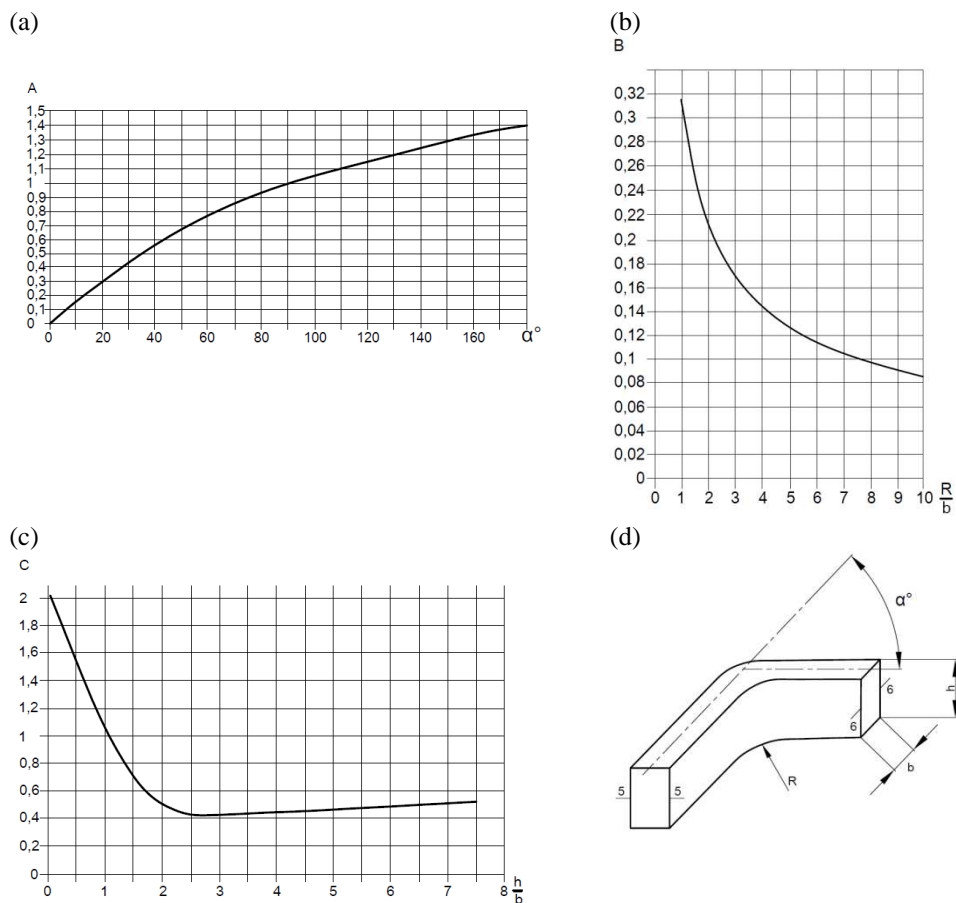 (a)
A
1,5
1,4
1,3
1,2
1,1
1
0,9
0,8
0,7
0,6
0,5
0,4
0,3
0,2
0,1
0
0 20 40 60 80 100 120 140 160 α°
(b)
B
0,32
0,3
0,28
0,26
0,24
0,22
0,2
0,18
0,16
0,14
0,12
0,1
0,08
0,06
0,04
0,02
0
0 1 2 3 4 5 6 7 8 9 10 R
b
(c)
C
2
1,8
1,6
1,4
1,2
1
0,8
0,6
0,4
0,2
0
0 1 2 3 4 5 6 7 8 h
b
(d)
α°
h
6
6
b
R
5 5